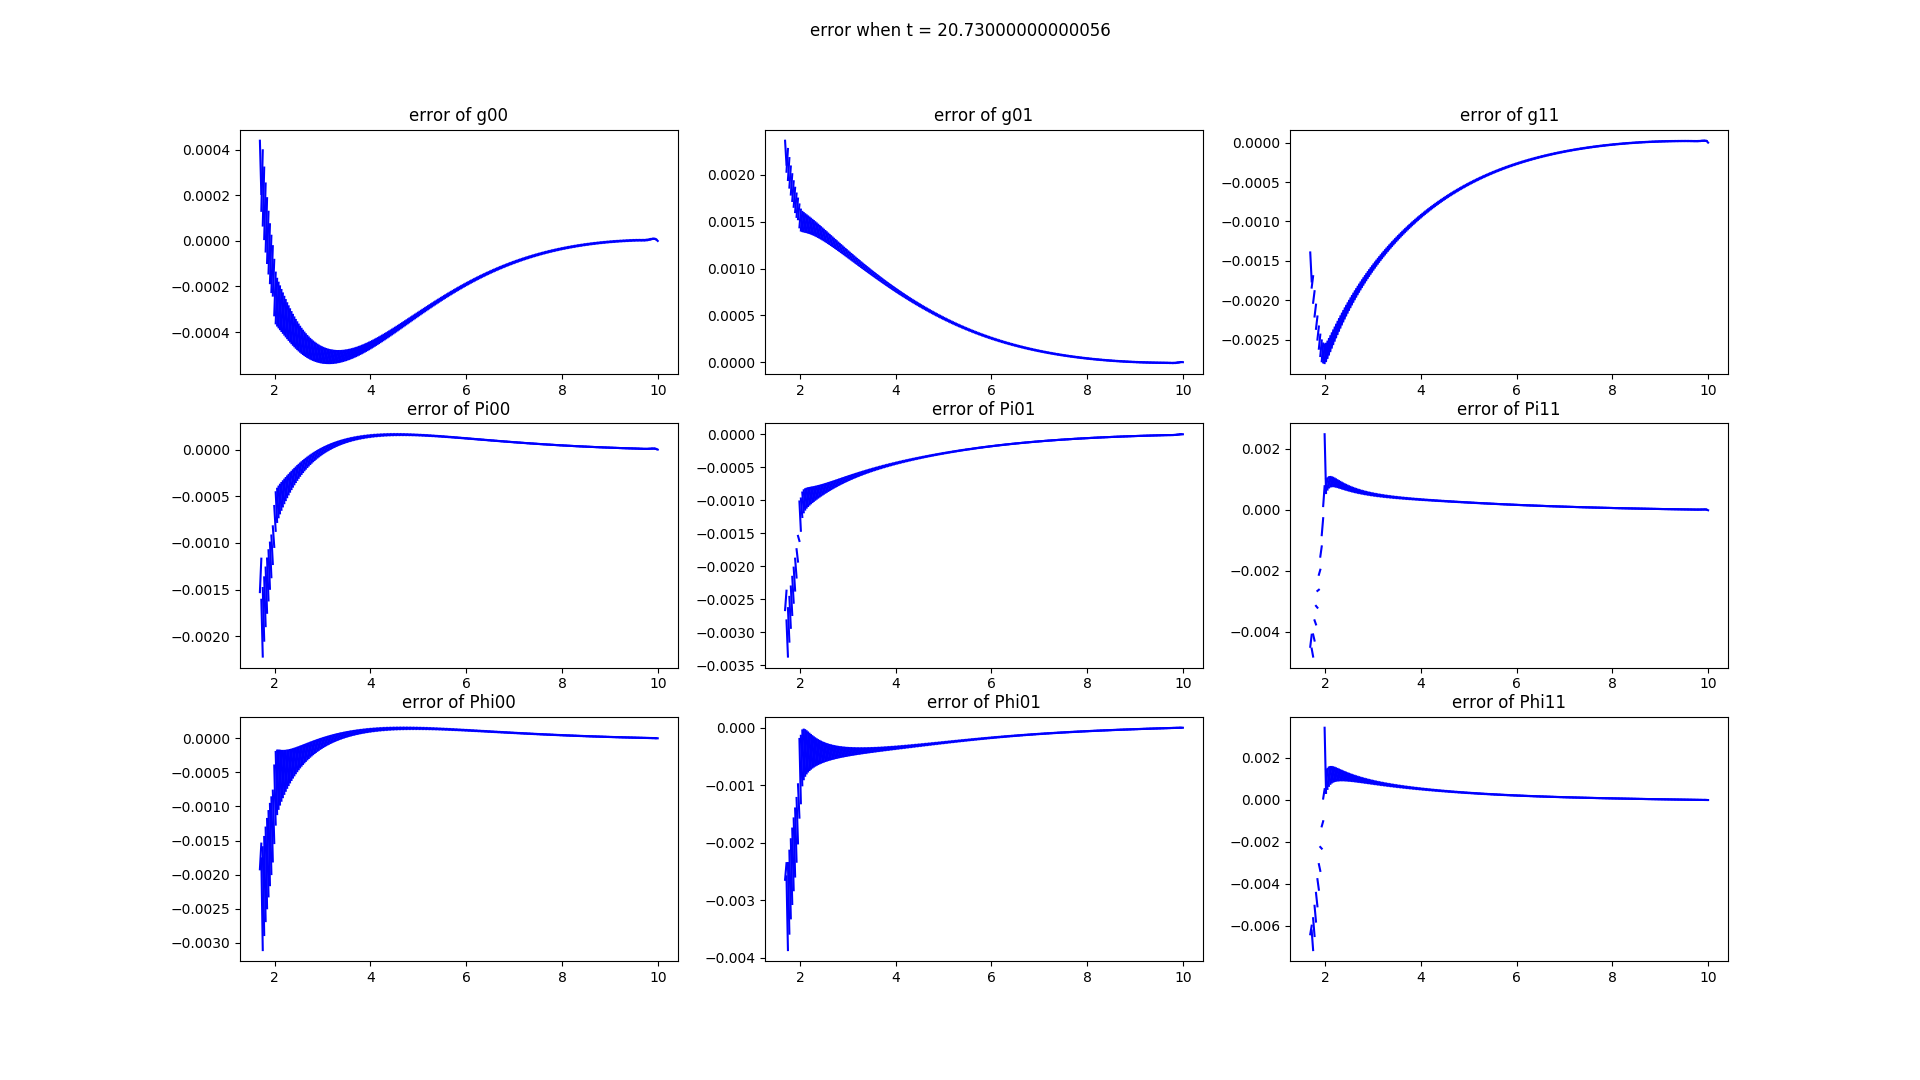 error when t = 20.73000000000056
error of g00
error of g01
error of g11
0.0004
0.0002
0.0000
−0.0002
−0.0004
2 4 6 8 10
0.0020
0.0015
0.0010
0.0005
0.0000
2 4 6 8 10
0.0000
−0.0005
−0.0010
−0.0015
−0.0020
−0.0025
2 4 6 8 10
error of Pi00
error of Pi01
error of Pi11
0.0000
−0.0005
−0.0010
−0.0015
−0.0020
2 4 6 8 10
0.0000
−0.0005
−0.0010
−0.0015
−0.0020
−0.0025
−0.0030
−0.0035
2 4 6 8 10
0.002
0.000
−0.002
−0.004
2 4 6 8 10
error of Phi00
error of Phi01
error of Phi11
0.0000
−0.0005
−0.0010
−0.0015
−0.0020
−0.0025
−0.0030
2 4 6 8 10
0.000
−0.001
−0.002
−0.003
−0.004
2 4 6 8 10
0.002
0.000
−0.002
−0.004
−0.006
2 4 6 8 10